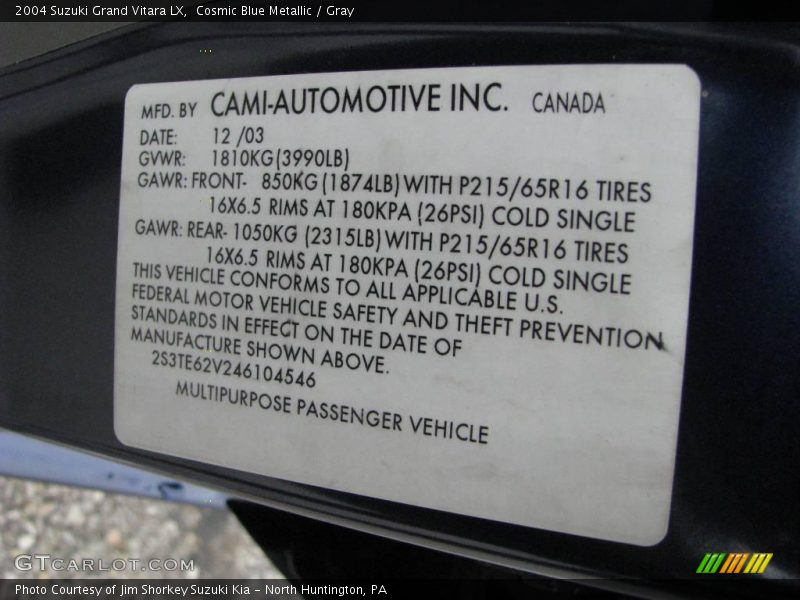 2004 Suzuki Grand Vitara LX,  Cosmic Blue Metallic / Gray
MFD. BY CAMI-AUTOMOTIVE INC. CANADA
DATE: 12 /03
GVWR: 1810KG(3990LB)
GAWR: FRONT- 850KG (1874LB) WITH P215/65R16 TIRES
16X6.5 RIMS AT 180KPA (26PSI) COLD SINGLE
GAWR: REAR- 1050KG (2315LB) WITH P215/65R16 TIRES
16X6.5 RIMS AT 180KPA (26PSI) COLD SINGLE
THIS VEHICLE CONFORMS TO ALL APPLICABLE U.S.
FEDERAL MOTOR VEHICLE SAFETY AND THEFT PREVENTION
STANDARDS IN EFFECT ON THE DATE OF
MANUFACTURE SHOWN ABOVE.
2S3TE62V246104546
MULTIPURPOSE PASSENGER VEHICLE
GTCARLOT.COM
Photo Courtesy of Jim Shorkey Suzuki Kia - North Huntington, PA